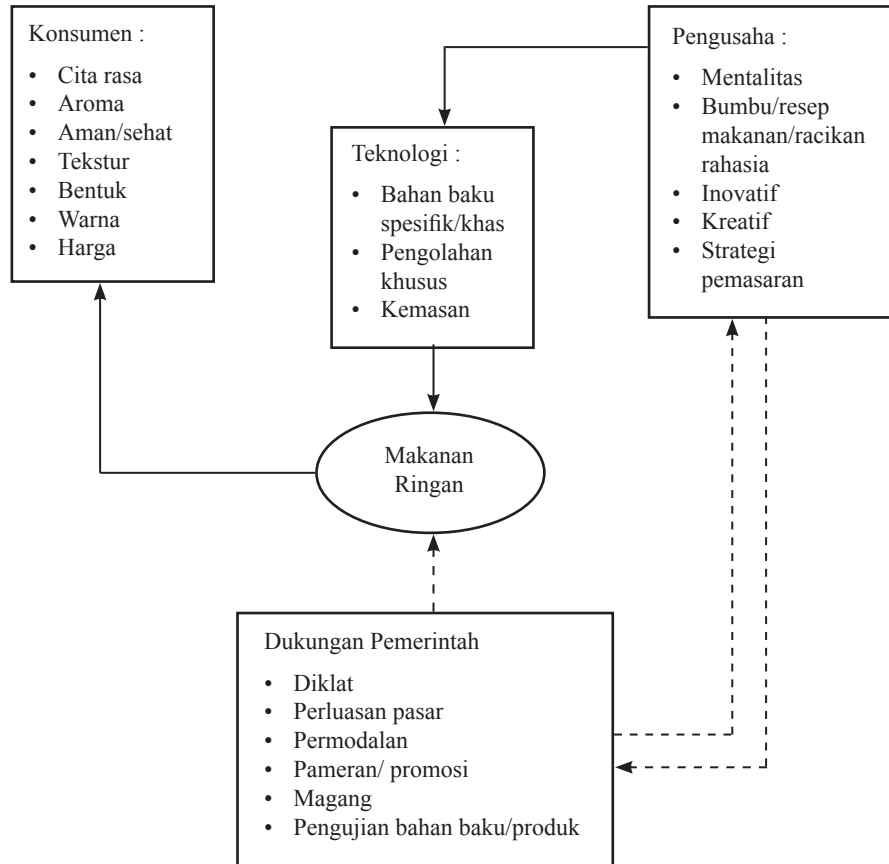 Konsumen :
• Cita rasa
• Aroma
• Aman/sehat
• Tekstur
• Bentuk
• Warna
• Harga
Teknologi :
• Bahan baku
spesifik/khas
• Pengolahan
khusus
• Kemasan
Pengusaha :
• Mentalitas
• Bumbu/resep
makanan/racikan
rahasia
• Inovatif
• Kreatif
• Strategi
pemasaran
Makanan
Ringan
Dukungan Pemerintah
• Diklat
• Perluasan pasar
• Permodalan
• Pameran/ promosi
• Magang
• Pengujian bahan baku/produk